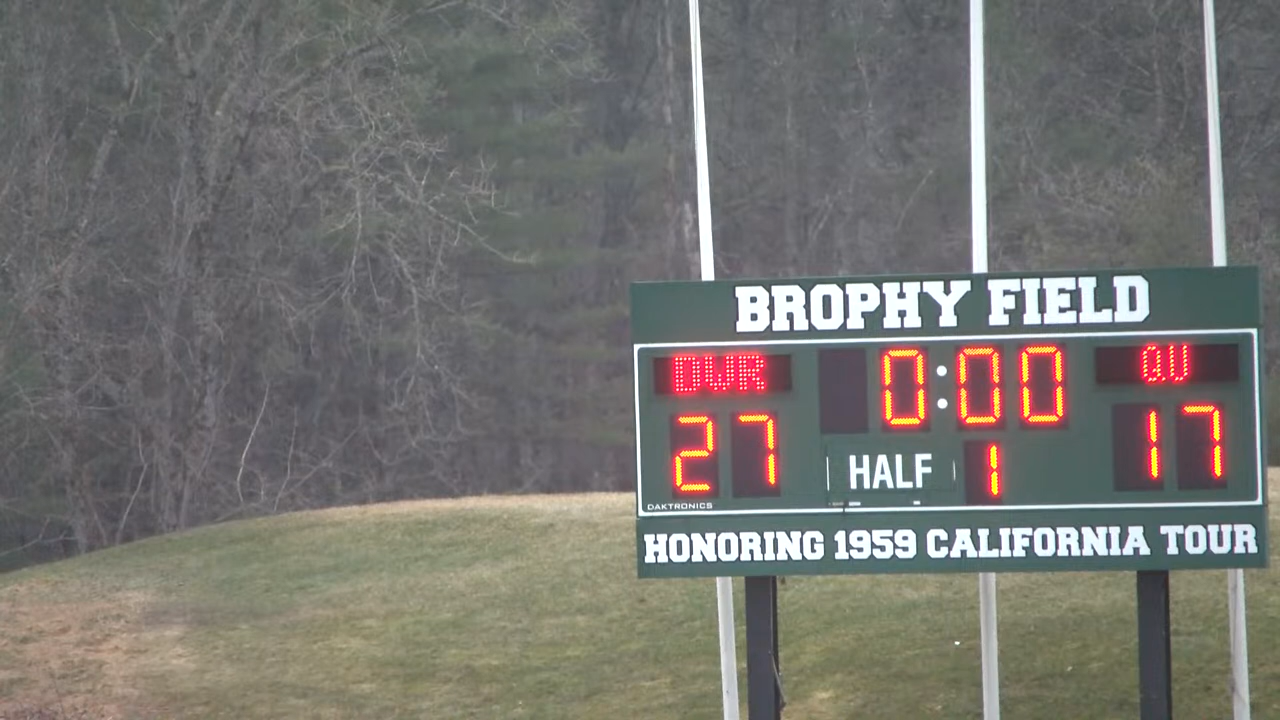 BROPHY FIELD
DWR 0:00 QU
27 HALF 1 17
DAKTRONICS
HONORING 1959 CALIFORNIA TOUR